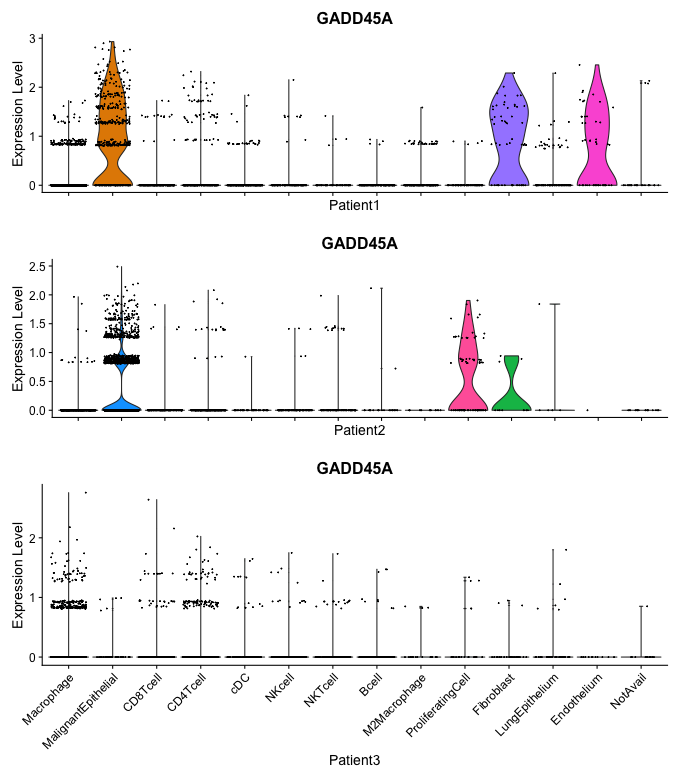 GADD45A
Expression Level
3
2
1
0
Patient1
GADD45A
Expression Level
2.5
2.0
1.5
1.0
0.5
0.0
Patient2
GADD45A
Expression Level
2
1
0
Macrophage
MalignantEpithelial
CD8Tcell
CD4Tcell
cDC
NKcell
NKTcell
Bcell
M2Macrophage
ProliferatingCell
Fibroblast
LungEpithelium
Endothelium
NotAvail
Patient3